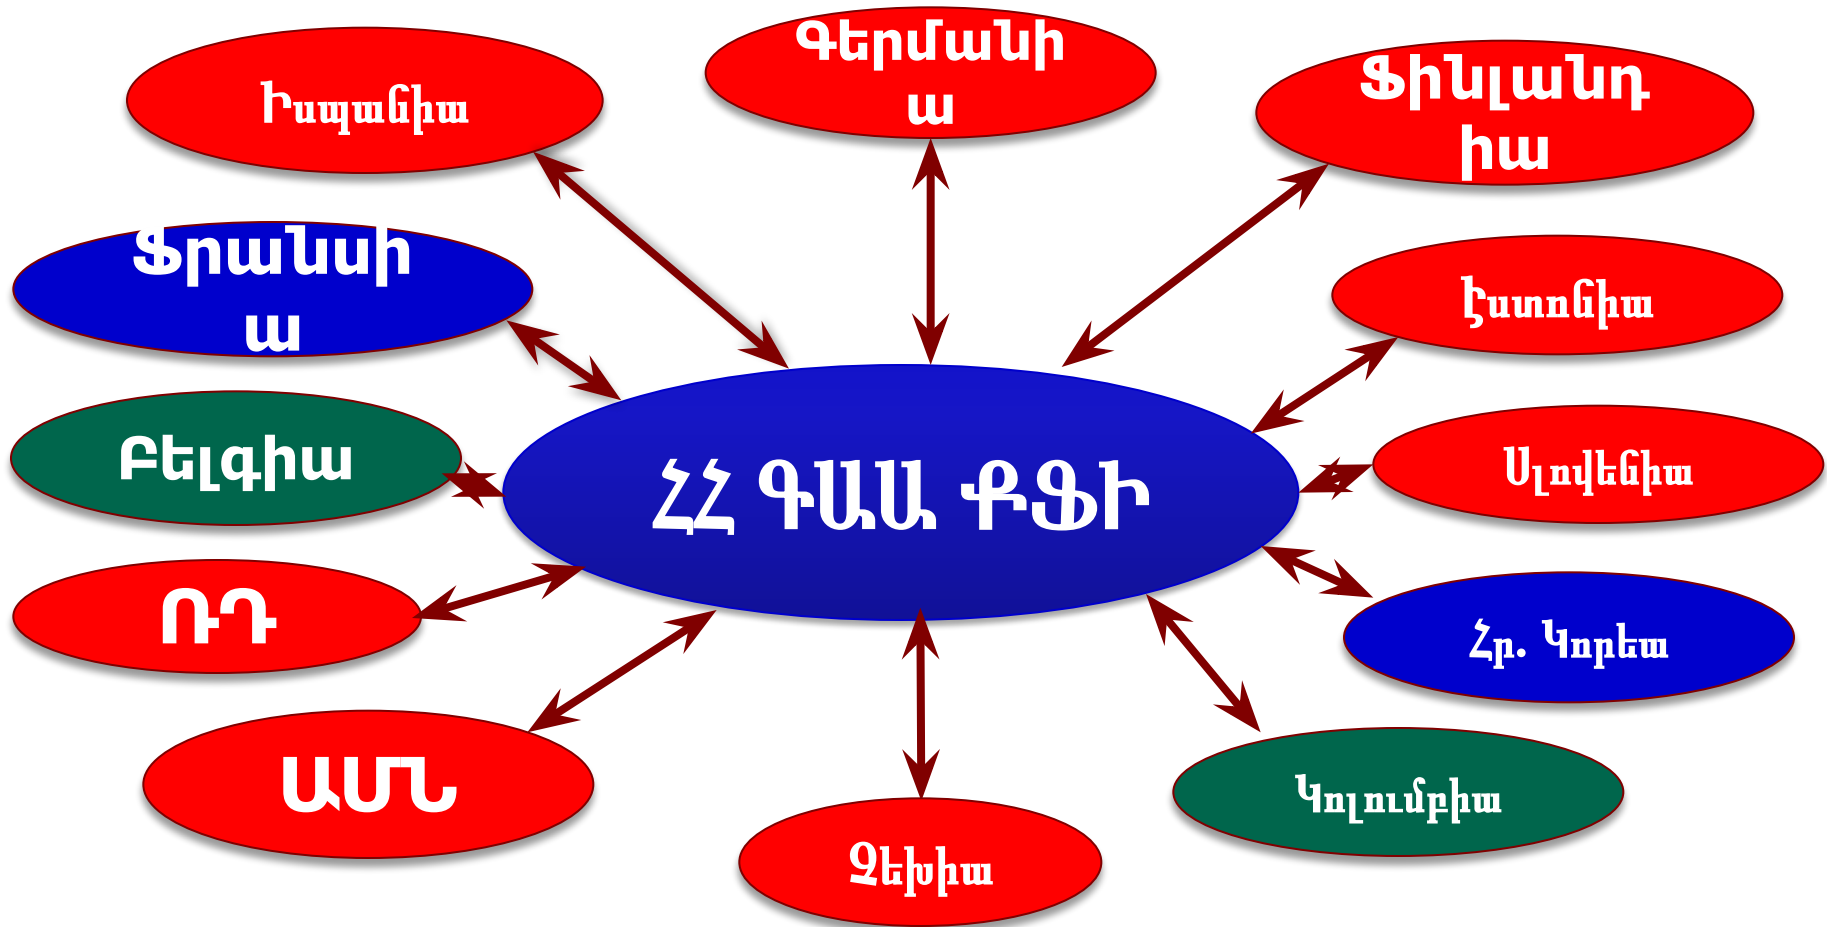 Գերմանի
ա
Իսպանիա
Ֆինլանդ
իա
Ֆրանսի
ա
Էստոնիա
Բելգիա
ՀՀ ԳԱԱ ՔՖԻ
Սլովենիա
ՌԴ
Հր. Կորեա
ԱՄՆ
Կոլումբիա
Չեխիա